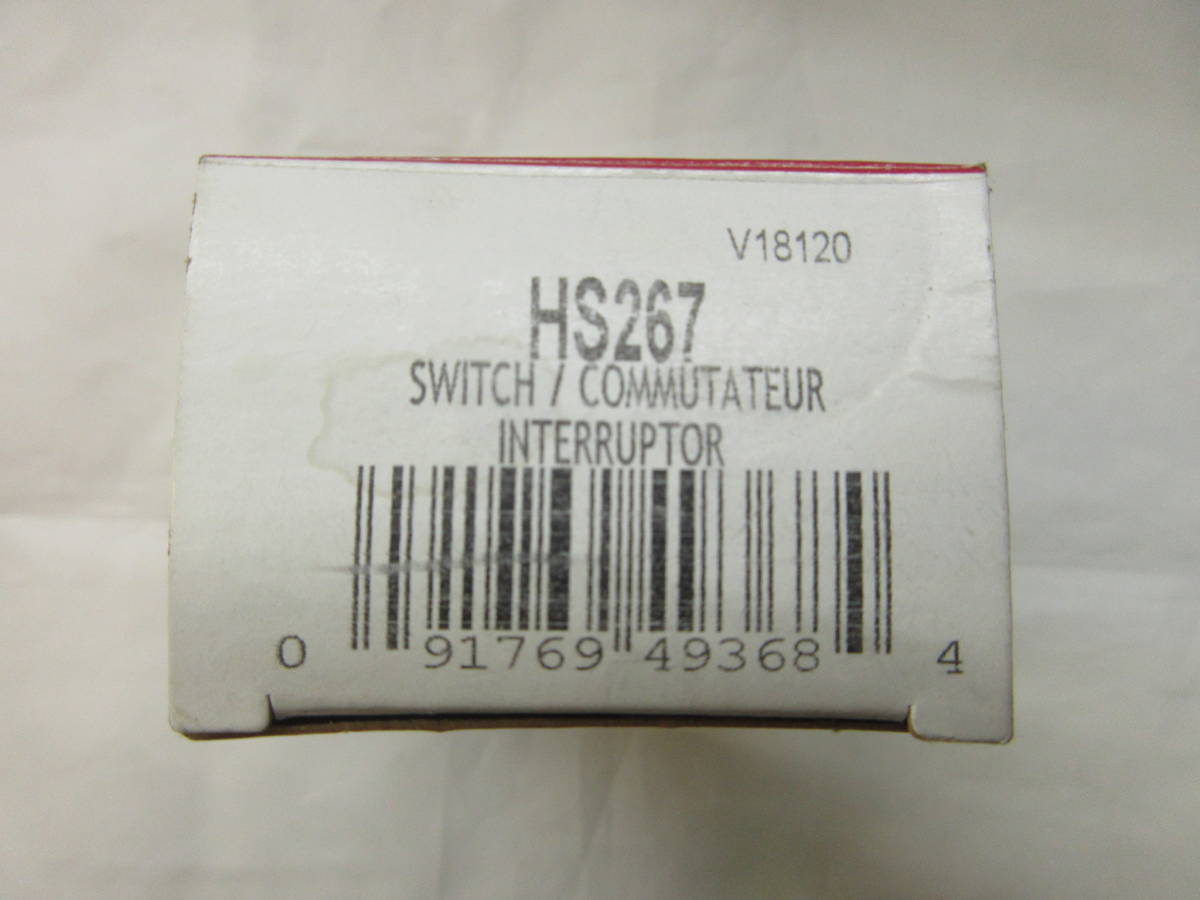 V18120
HS267
SWITCH / COMMUTATEUR
INTERRUPTOR
0 91769 49368 4